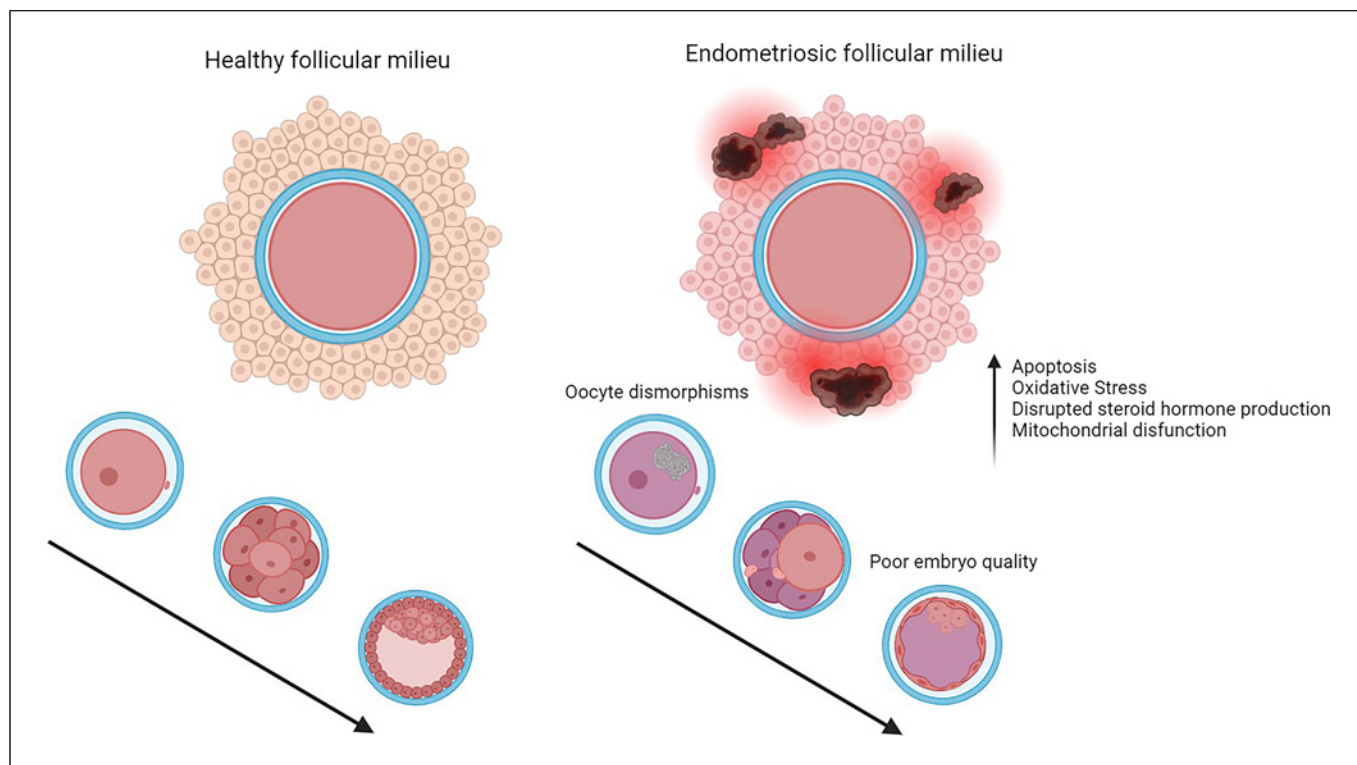 Healthy follicular milieu
Endometriosic follicular milieu
Apoptosis
Oxidative Stress
Disrupted steroid hormone production
Mitochondrial disfunction
Oocyte dismorphisms
Poor embryo quality